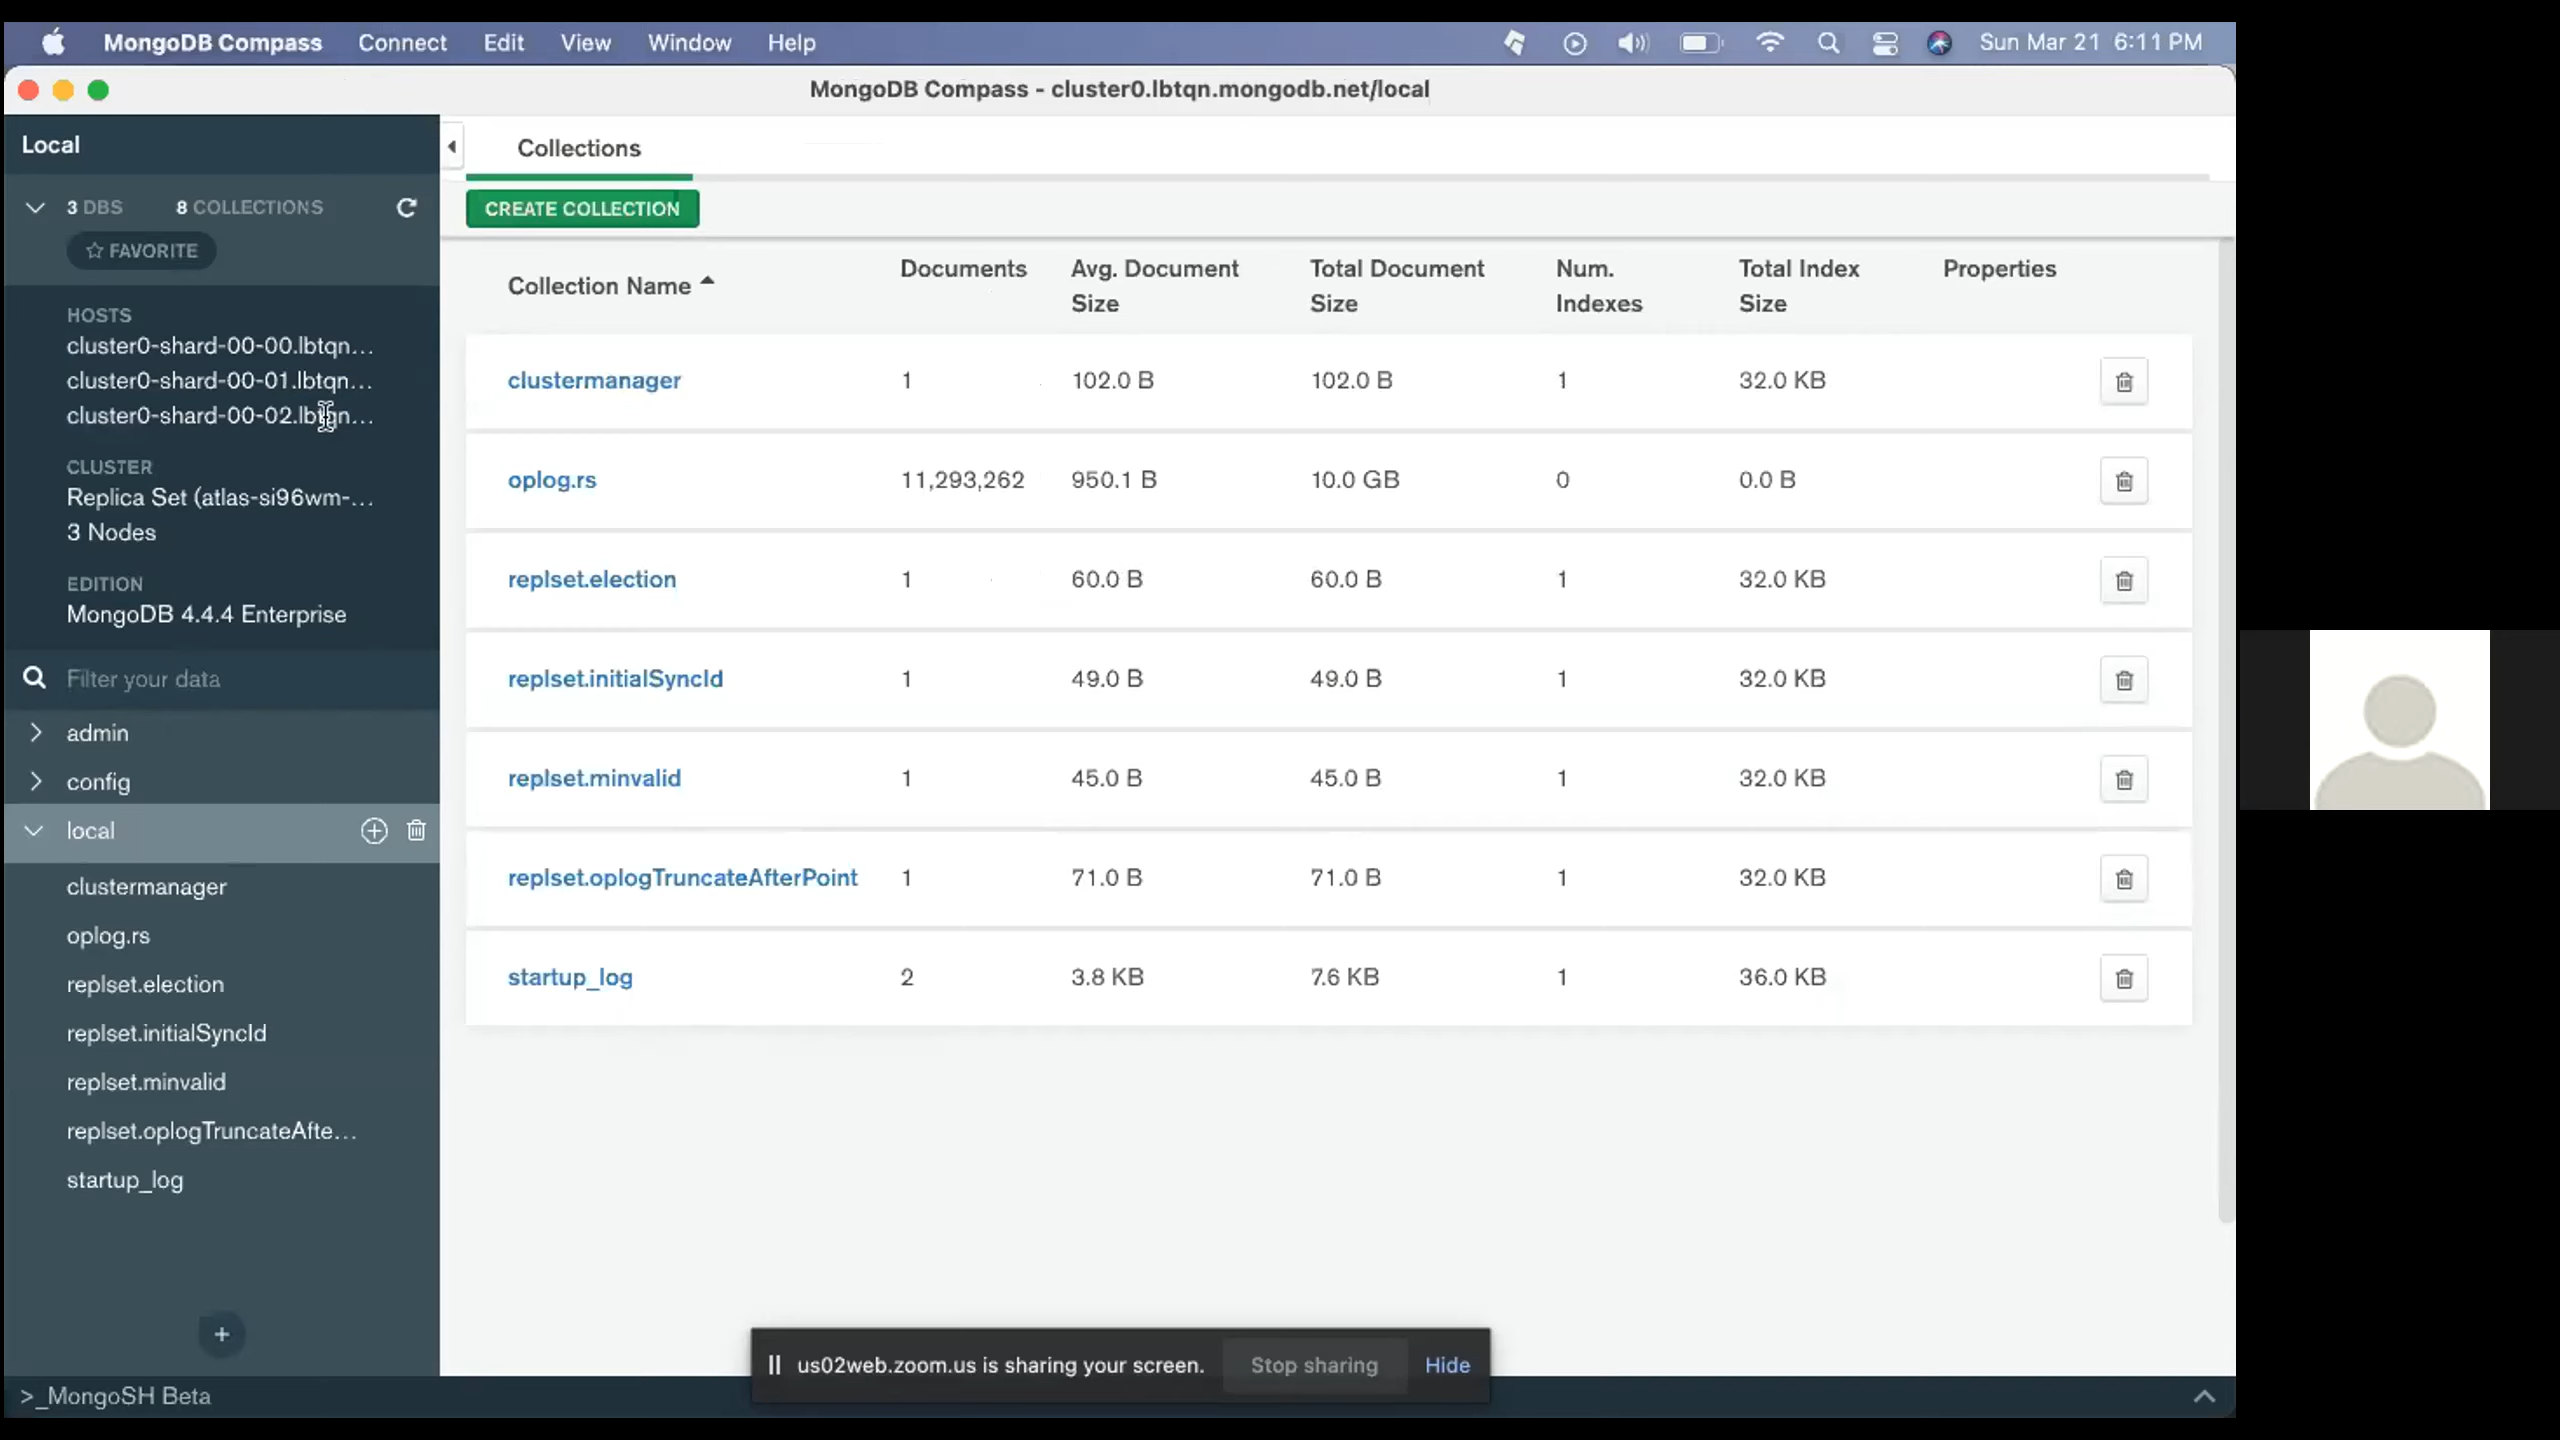 MongoDB Compass Connect Edit View Window Help Sun Mar 21 6:11 PM
MongoDB Compass - cluster0.lbtqn.mongodb.net/local
Local
3 DBS 8 COLLECTIONS
FAVORITE
HOSTS
cluster0-shard-00-00.lbtqn...
cluster0-shard-00-01.lbtqn...
cluster0-shard-00-02.lbtqn...
CLUSTER
Replica Set (atlas-si96wm-...
3 Nodes
EDITION
MongoDB 4.4.4 Enterprise
Filter your data
admin
config
local
clustermanager
oplog.rs
replset.election
replset.initialSyncId
replset.minvalid
replset.oplogTruncateAfte...
startup_log
+
>_MongoSH Beta
Collections
CREATE COLLECTION
Collection Name Documents Avg. Document Size Total Document Size Num. Indexes Total Index Size Properties
clustermanager 1 102.0 B 102.0 B 1 32.0 KB
oplog.rs 11,293,262 950.1 B 10.0 GB 0 0.0 B
replset.election 1 60.0 B 60.0 B 1 32.0 KB
replset.initialSyncId 1 49.0 B 49.0 B 1 32.0 KB
replset.minvalid 1 45.0 B 45.0 B 1 32.0 KB
replset.oplogTruncateAfterPoint 1 71.0 B 71.0 B 1 32.0 KB
startup_log 2 3.8 KB 7.6 KB 1 36.0 KB
us02web.zoom.us is sharing your screen. Stop sharing Hide